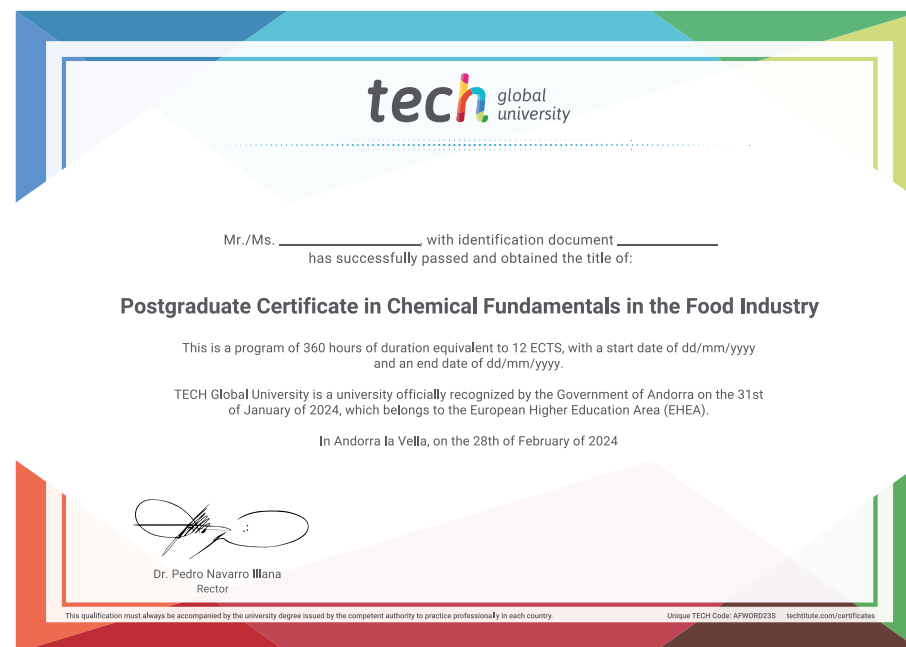 tech global university
Mr./Ms. ____________, with identification document ____________
has successfully passed and obtained the title of:
Postgraduate Certificate in Chemical Fundamentals in the Food Industry
This is a program of 360 hours of duration equivalent to 12 ECTS, with a start date of dd/mm/yyyy
and an end date of dd/mm/yyyy.
TECH Global University is a university officially recognized by the Government of Andorra on the 31st
of January of 2024, which belongs to the European Higher Education Area (EHEA).
In Andorra la Vella, on the 28th of February of 2024
Dr. Pedro Navarro Illana
Rector
This qualification must always be accompanied by the university degree issued by the competent authority to practice professionally in each country. Unique TECH Code: AFWORD23S techtitute.com/certificates